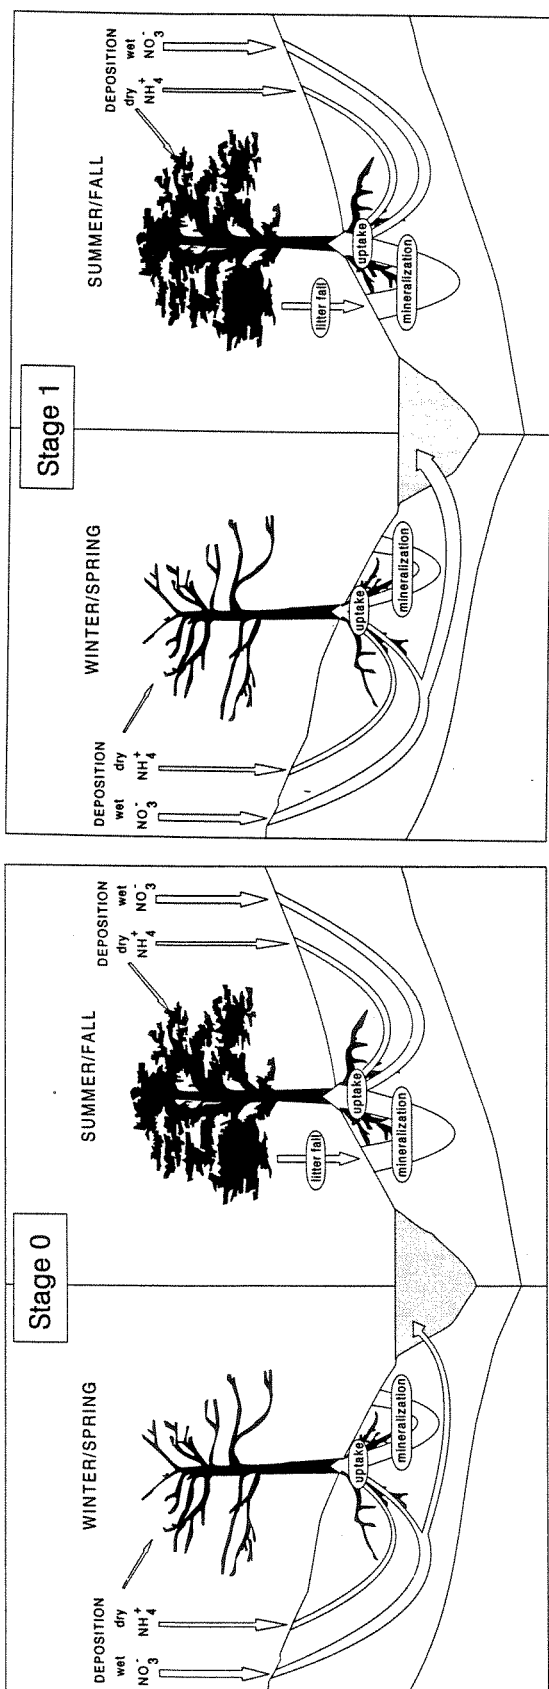 Stage 0
WINTER/SPRING
SUMMER/FALL
DEPOSITION
wet dry
NO3- NH4+
uptake
mineralization
DEPOSITION
dry wet
NH4+ NO3-
litter fall
uptake
mineralization
Stage 1
WINTER/SPRING
SUMMER/FALL
DEPOSITION
wet dry
NO3- NH4+
uptake
mineralization
DEPOSITION
dry wet
NH4+ NO3-
litter fall
uptake
mineralization